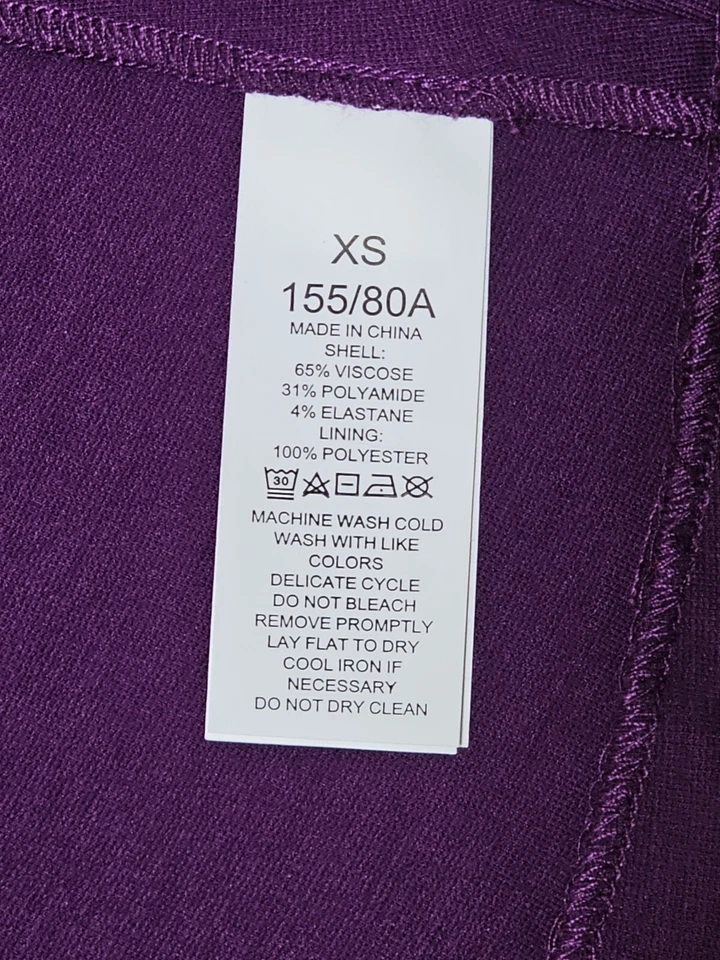 XS
155/80A
MADE IN CHINA
SHELL:
65% VISCOSE
31% POLYAMIDE
4% ELASTANE
LINING:
100% POLYESTER
30
MACHINE WASH COLD
WASH WITH LIKE
COLORS
DELICATE CYCLE
DO NOT BLEACH
REMOVE PROMPTLY
LAY FLAT TO DRY
COOL IRON IF
NECESSARY
DO NOT DRY CLEAN